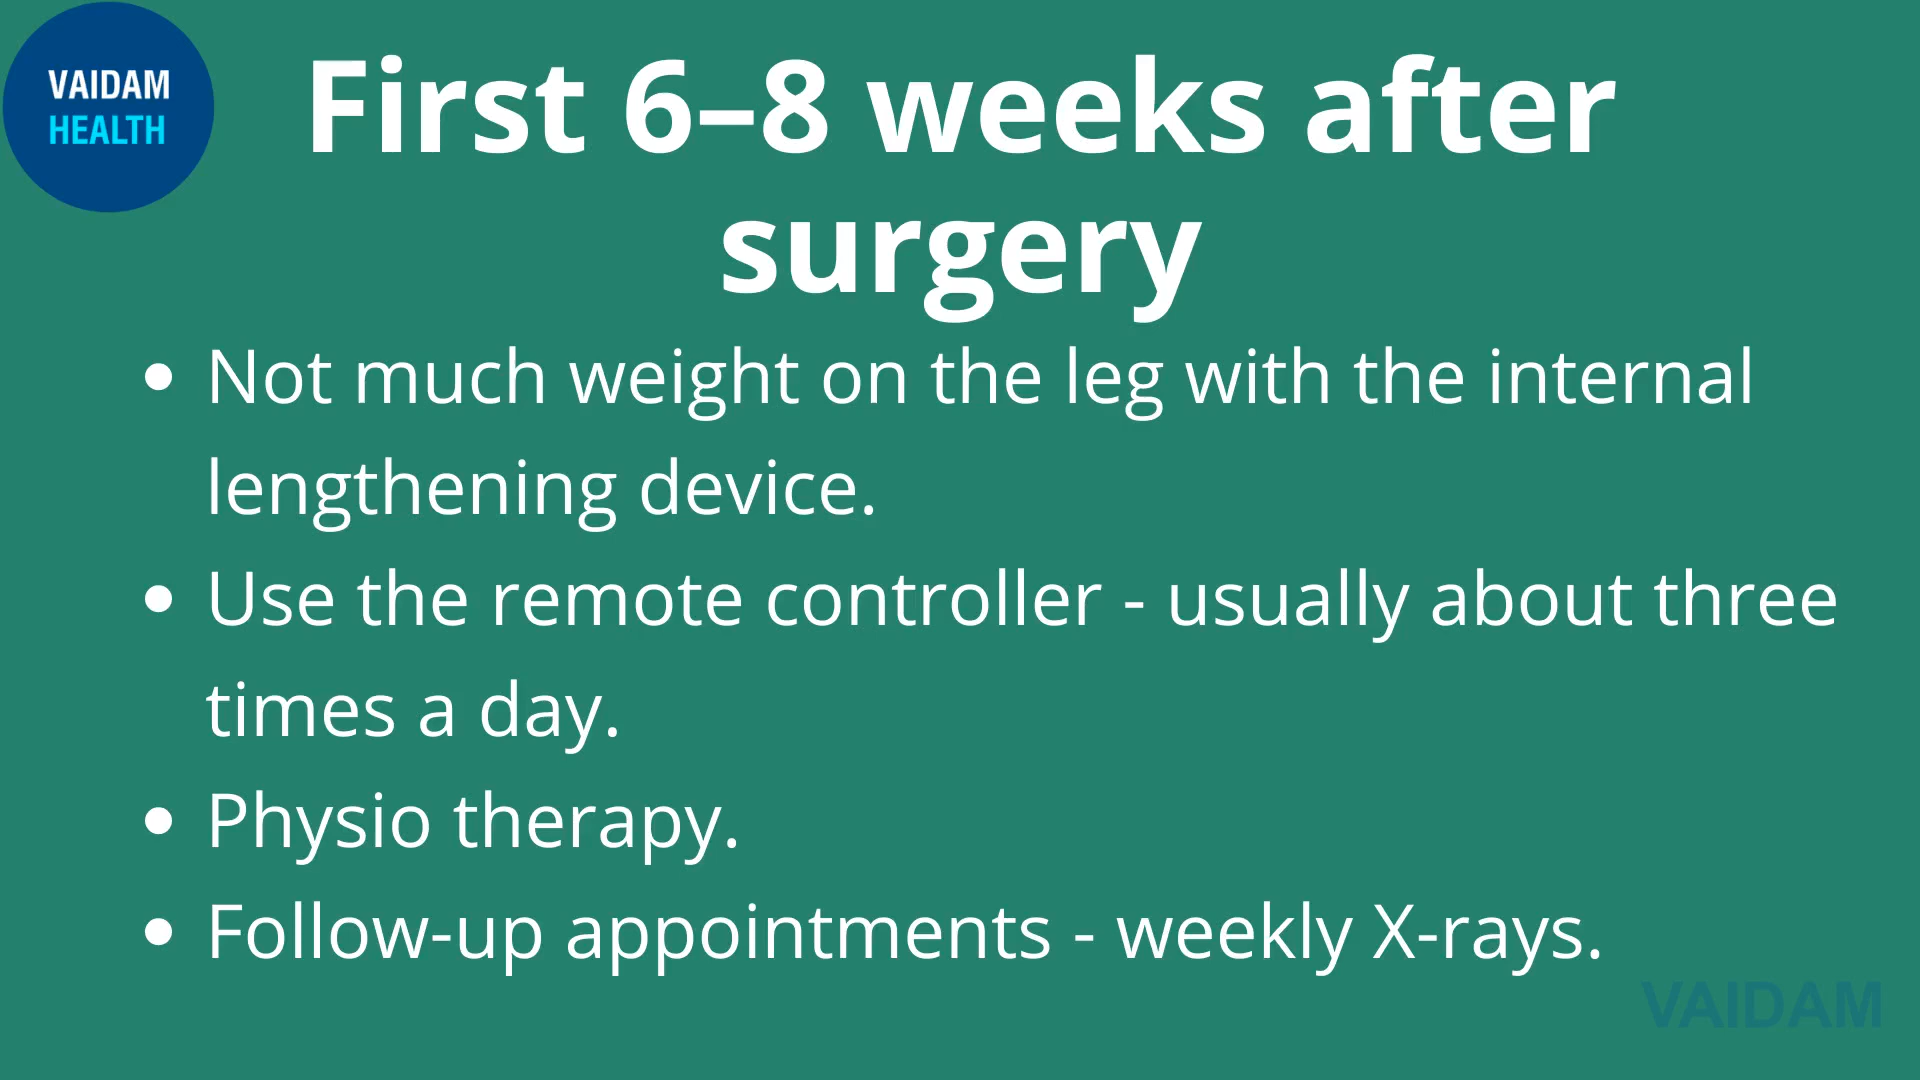 VAIDAM
HEALTH
First 6–8 weeks after
surgery
• Not much weight on the leg with the internal
lengthening device.
• Use the remote controller - usually about three
times a day.
• Physio therapy.
• Follow-up appointments - weekly X-rays.
VAIDAM